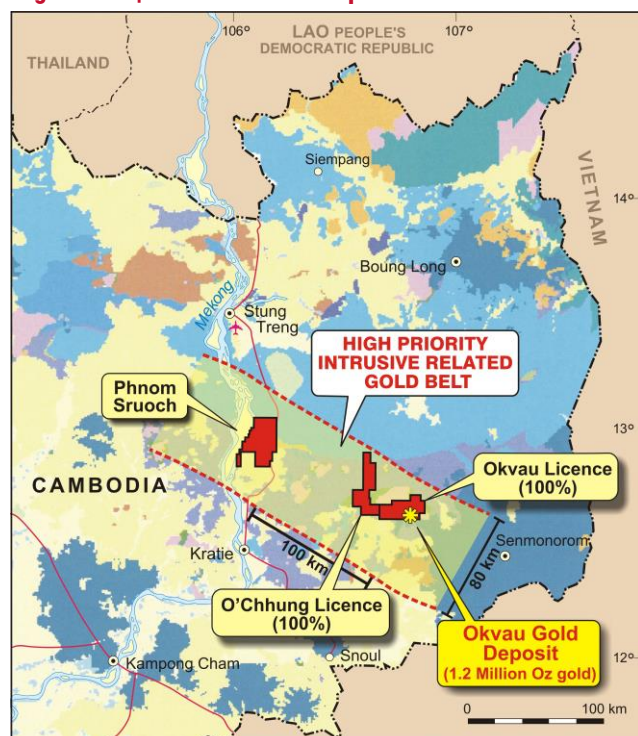 106°
107°
LAO PEOPLE'S
DEMOCRATIC REPUBLIC
THAILAND
Siempang
VIETNAM
14°
Boung Long
Mekong
Stung
Treng
HIGH PRIORITY
INTRUSIVE RELATED
GOLD BELT
Phnom
Sruoch
13°
CAMBODIA
Okvau Licence
(100%)
Kratie
100 km
80 km
Senmonorom
O'Chhung Licence
(100%)
Okvau Gold
Deposit
(1.2 Million Oz gold)
Snoul
12°
Kampong Cham
0
100 km